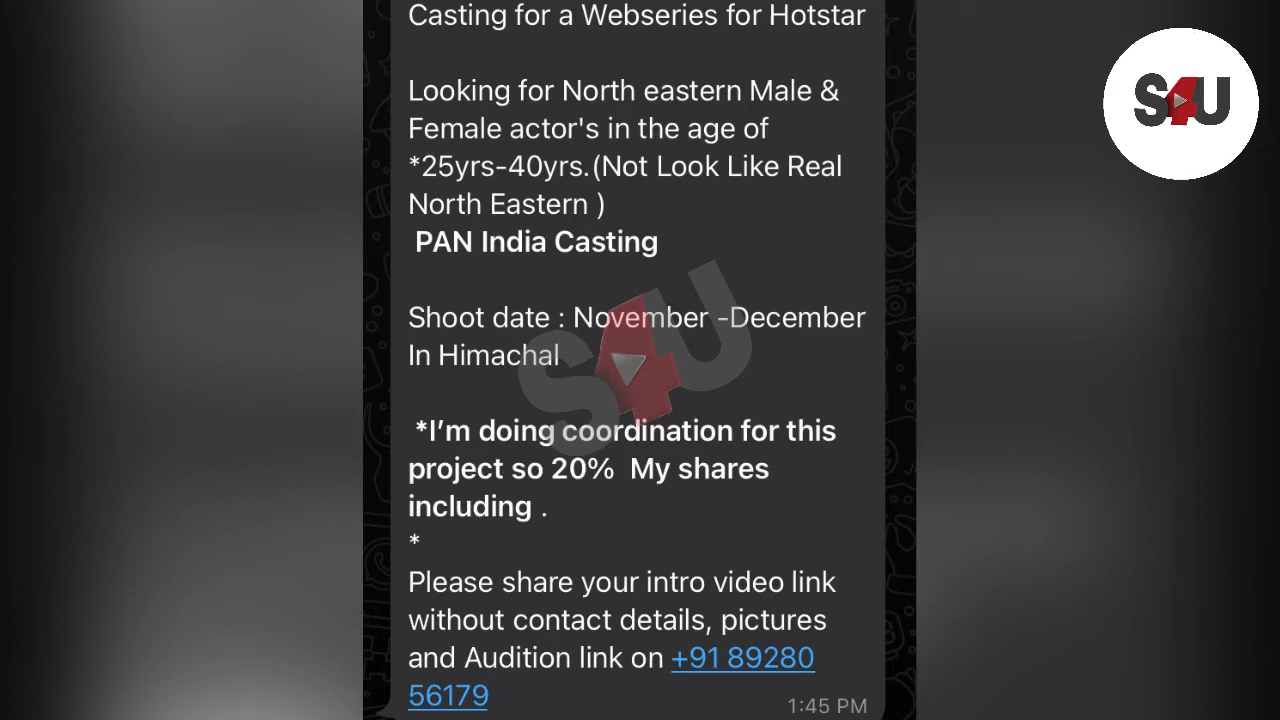 Casting for a Webseries for Hotstar
Looking for North eastern Male &
Female actor's in the age of
*25yrs-40yrs.(Not Look Like Real
North Eastern )
PAN India Casting
Shoot date : November -December
In Himachal
*I’m doing coordination for this
project so 20% My shares
including .
*
Please share your intro video link
without contact details, pictures
and Audition link on +91 89280
56179
1:45 PM
S4U
S4U